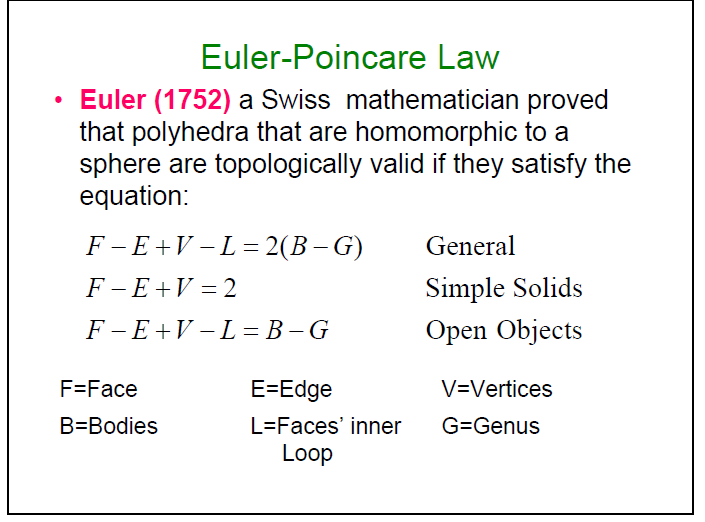 Euler-Poincare Law
• Euler (1752) a Swiss mathematician proved
that polyhedra that are homomorphic to a
sphere are topologically valid if they satisfy the
equation:
F − E + V − L = 2(B − G) General
F − E + V = 2 Simple Solids
F − E + V − L = B − G Open Objects
F=Face E=Edge V=Vertices
B=Bodies L=Faces’ inner G=Genus
Loop